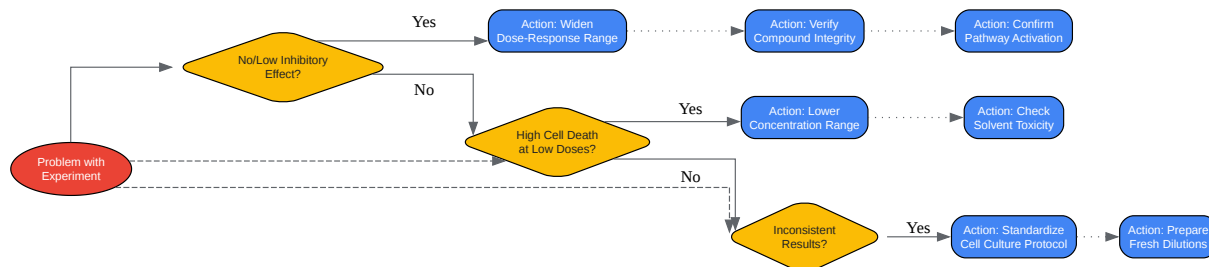 Yes
Action: Widen
Dose-Response Range
Action: Verify
Compound Integrity
Action: Confirm
Pathway Activation
No/Low Inhibitory
Effect?
No
Yes
Action: Lower
Concentration Range
Action: Check
Solvent Toxicity
High Cell Death
at Low Doses?
Problem with
Experiment
No
Inconsistent
Results?
Yes
Action: Standardize
Cell Culture Protocol
Action: Prepare
Fresh Dilutions